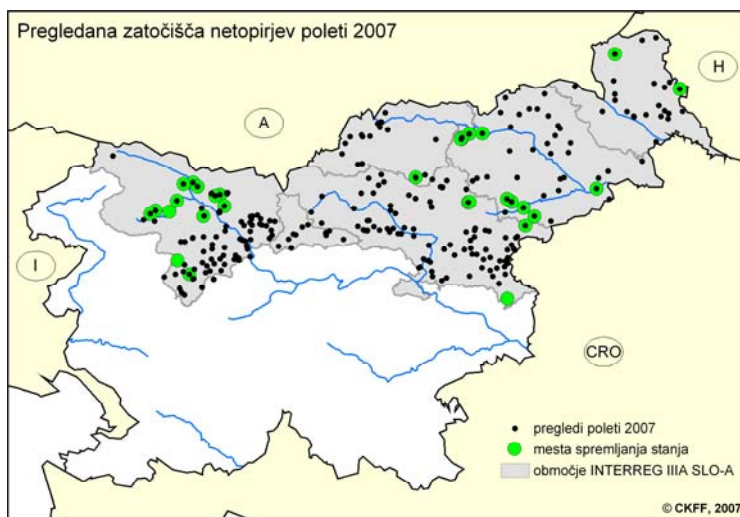 Pregledana zatočišča netopirjev poleti 2007
H
A
I
CRO
pregledi poleti 2007
mesta spremljanja stanja
območje INTERREG IIIA SLO-A
© CKFF, 2007